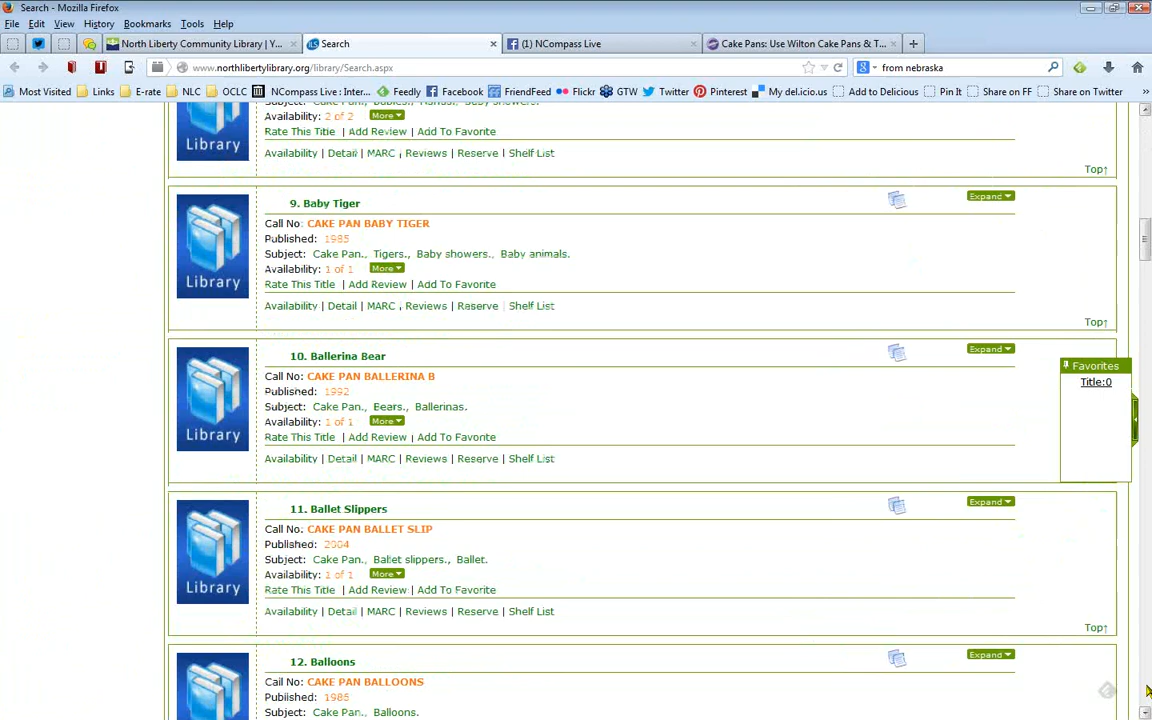 Search - Mozilla Firefox
File Edit View History Bookmarks Tools Help
North Liberty Community Library | Y... × Search × (1) NCompass Live × Cake Pans: Use Wilton Cake Pans & T... × +
www.northlibertylibrary.org/library/Search.aspx from nebraska
Most Visited Links E-rate NLC OCLC NCompass Live : Inter... Feedly Facebook FriendFeed Flickr GTW Twitter Pinterest My del.icio.us Add to Delicious Pin It Share on FF Share on Twitter »
Availability: 2 of 2 More
Rate This Title | Add Review | Add To Favorite
Library
Availability | Detail | MARC | Reviews | Reserve | Shelf List
Top↑
9. Baby Tiger Expand
Call No: CAKE PAN BABY TIGER
Published: 1985
Subject: Cake Pan., Tigers., Baby showers., Baby animals.
Availability: 1 of 1 More
Library
Rate This Title | Add Review | Add To Favorite
Availability | Detail | MARC | Reviews | Reserve | Shelf List
Top↑
10. Ballerina Bear Expand
Favorites
Title:0
Call No: CAKE PAN BALLERINA B
Published: 1992
Subject: Cake Pan., Bears., Ballerinas.
Availability: 1 of 1 More
Library
Rate This Title | Add Review | Add To Favorite
Availability | Detail | MARC | Reviews | Reserve | Shelf List
11. Ballet Slippers Expand
Call No: CAKE PAN BALLET SLIP
Published: 2004
Subject: Cake Pan., Ballet slippers., Ballet.
Availability: 1 of 1 More
Library
Rate This Title | Add Review | Add To Favorite
Availability | Detail | MARC | Reviews | Reserve | Shelf List
Top↑
12. Balloons Expand
Call No: CAKE PAN BALLOONS
Published: 1986
Subject: Cake Pan., Balloons.